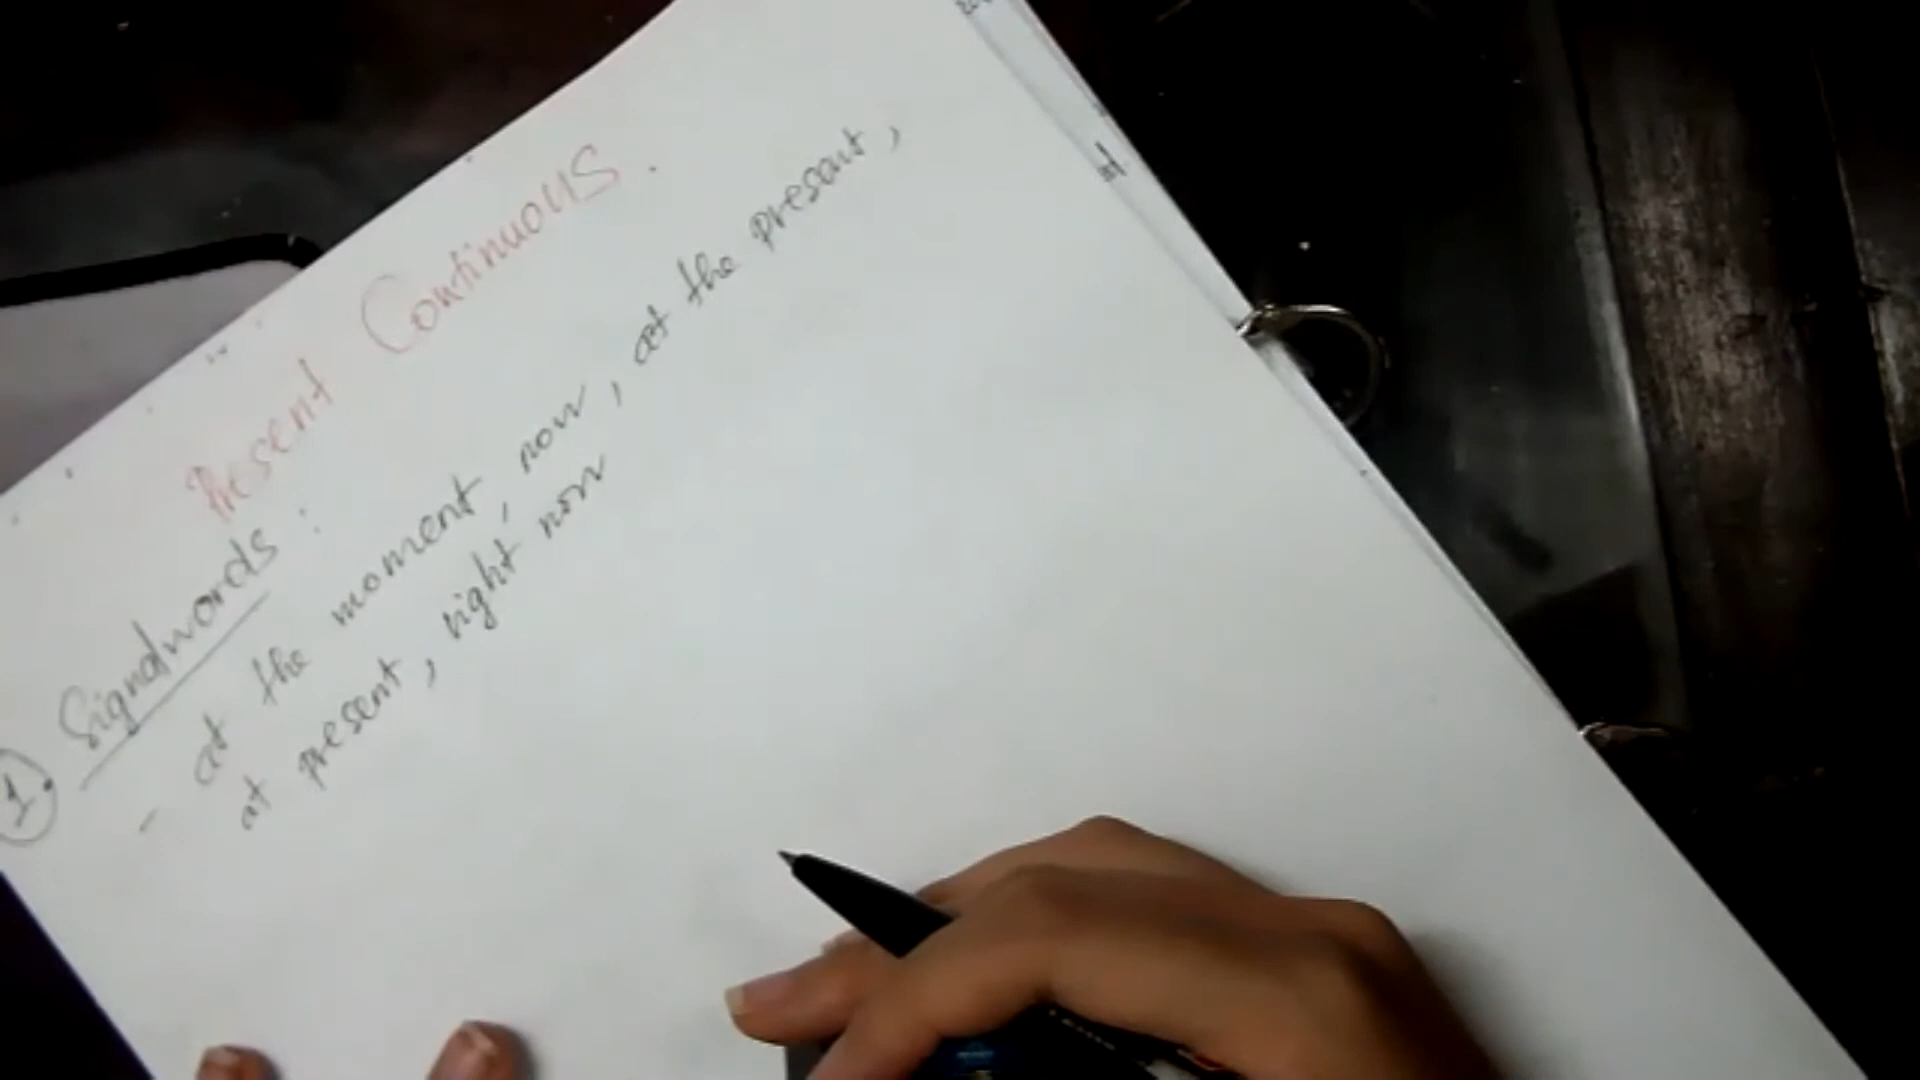 Present Continuous.
1. Signalwords:
- at the moment, now, at the present,
at present, right now